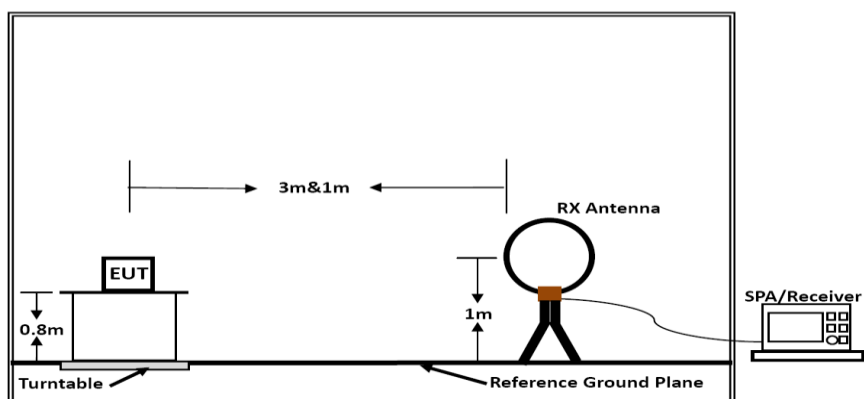 3m&1m
RX Antenna
EUT
SPA/Receiver
0.8m
1m
Turntable
Reference Ground Plane